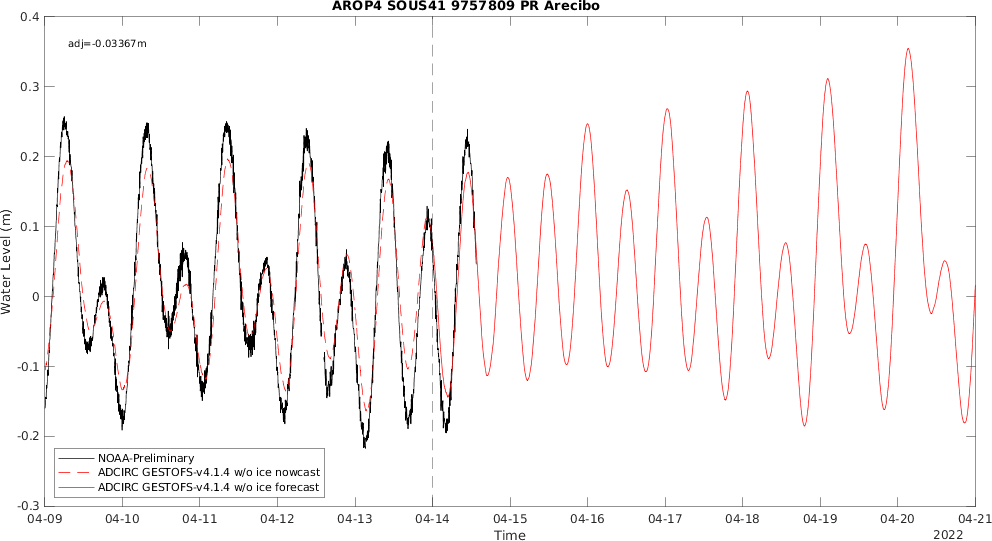 AROP4 SOUS41 9757809 PR Arecibo
adj=-0.03367m
0.4
0.3
0.2
0.1
0
-0.1
-0.2
-0.3
Water Level (m)
NOAA-Preliminary
ADCIRC GESTOFS-v4.1.4 w/o ice nowcast
ADCIRC GESTOFS-v4.1.4 w/o ice forecast
04-09 04-10 04-11 04-12 04-13 04-14 04-15 04-16 04-17 04-18 04-19 04-20 04-21
Time
2022